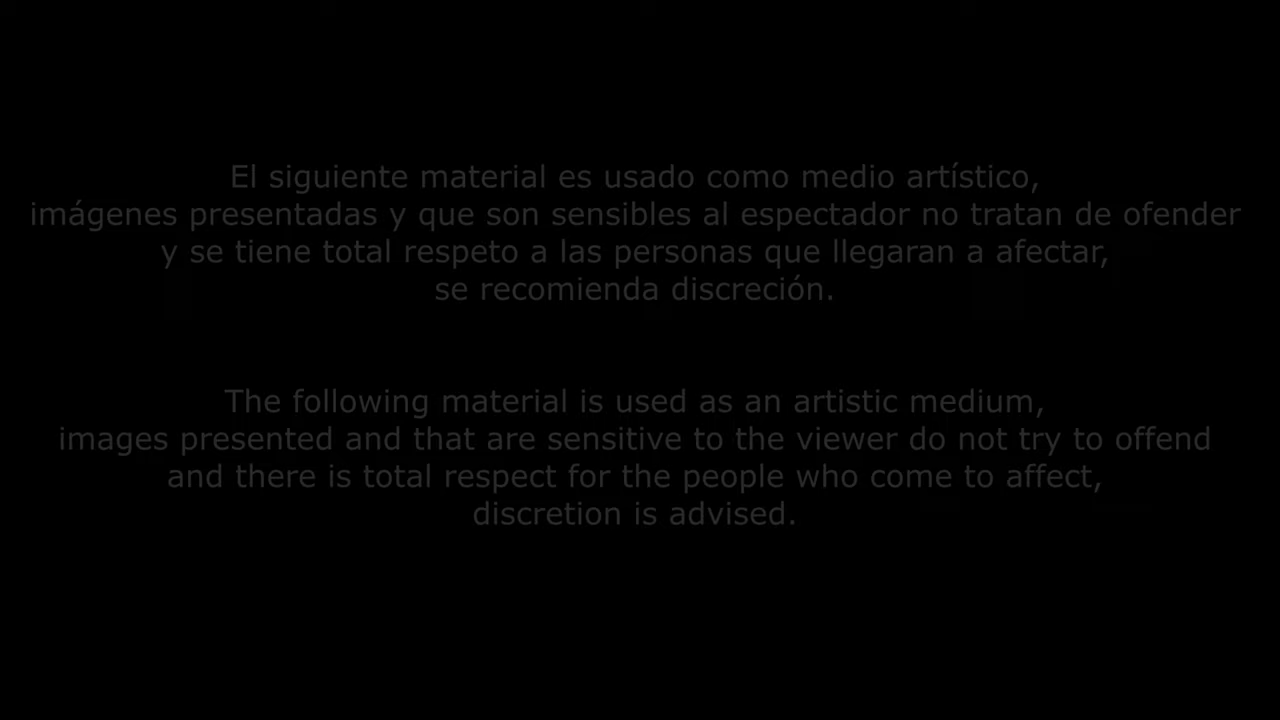 El siguiente material es usado como medio artístico,
imágenes presentadas y que son sensibles al espectador no tratan de ofender
y se tiene total respeto a las personas que llegaran a afectar,
se recomienda discreción.
The following material is used as an artistic medium,
images presented and that are sensitive to the viewer do not try to offend
and there is total respect for the people who come to affect,
discretion is advised.